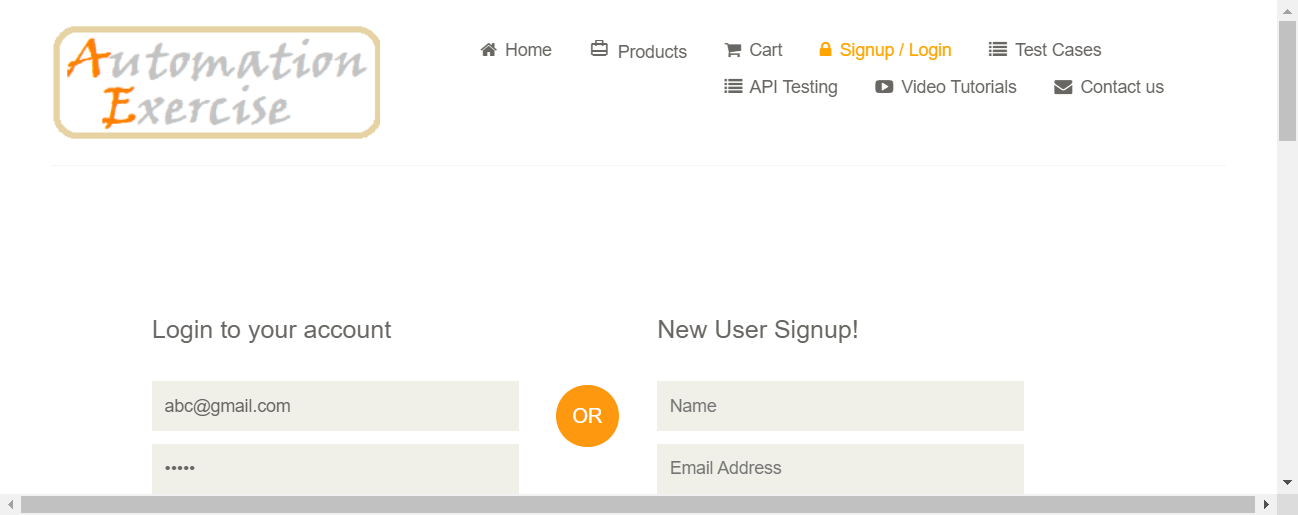 Automation
Exercise
Home Products Cart Signup / Login Test Cases
API Testing Video Tutorials Contact us
Login to your account
New User Signup!
abc@gmail.com
OR
Name
•••••
Email Address